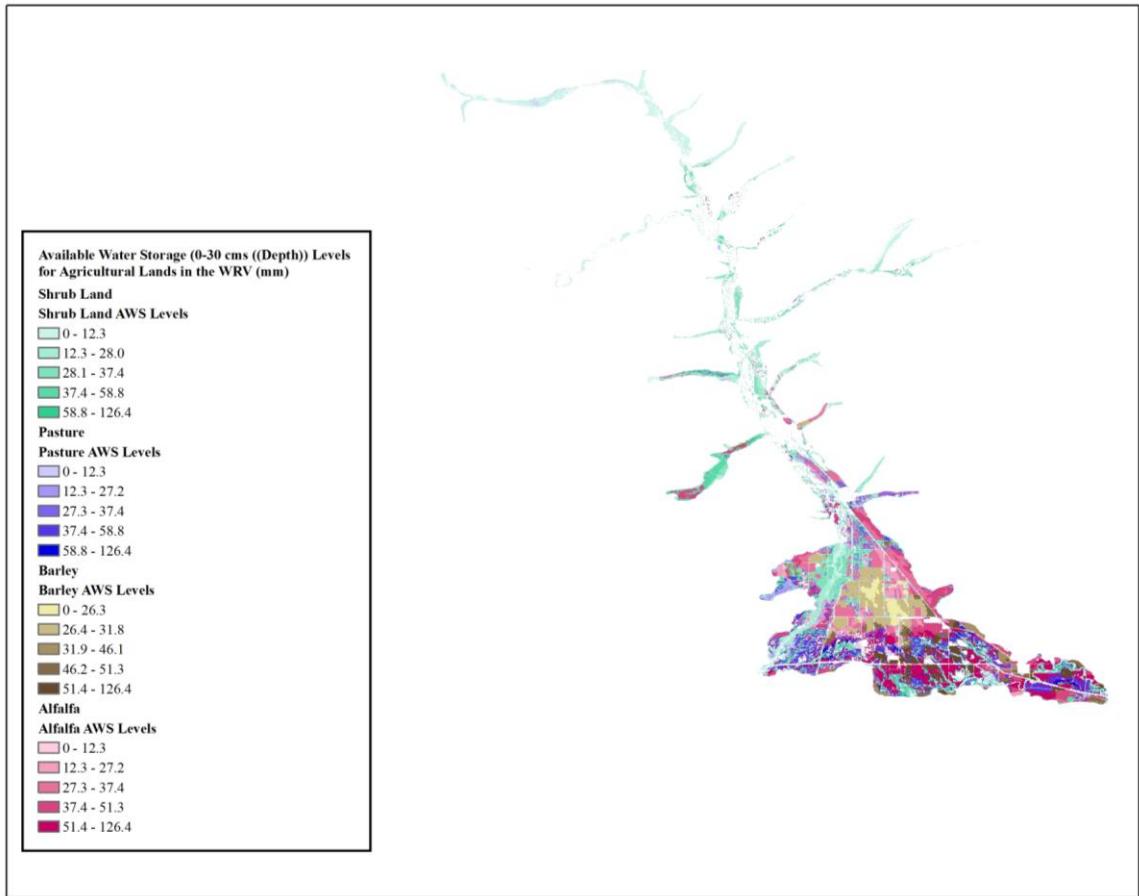 Available Water Storage (0-30 cms ((Depth)) Levels
for Agricultural Lands in the WRV (mm)
Shrub Land
Shrub Land AWS Levels
0 - 12.3
12.3 - 28.0
28.1 - 37.4
37.4 - 58.8
58.8 - 126.4
Pasture
Pasture AWS Levels
0 - 12.3
12.3 - 27.2
27.3 - 37.4
37.4 - 58.8
58.8 - 126.4
Barley
Barley AWS Levels
0 - 26.3
26.4 - 31.8
31.9 - 46.1
46.2 - 51.3
51.4 - 126.4
Alfalfa
Alfalfa AWS Levels
0 - 12.3
12.3 - 27.2
27.3 - 37.4
37.4 - 51.3
51.4 - 126.4